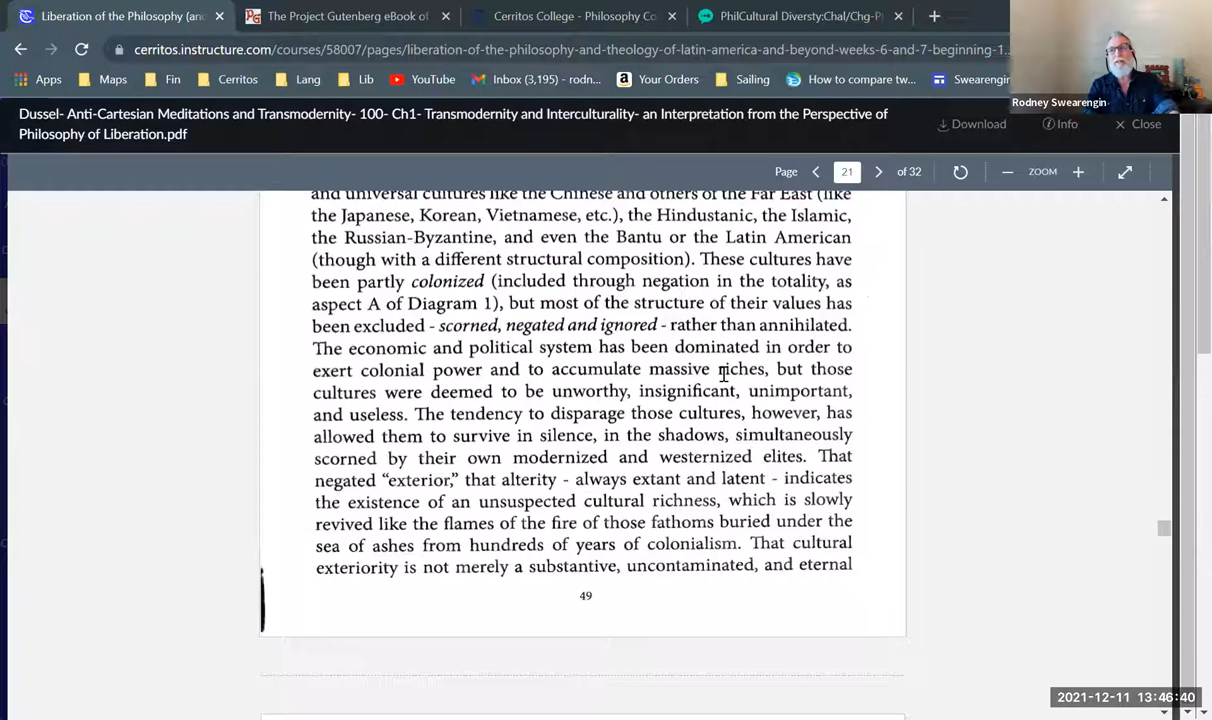 Liberation of the Philosophy (and
The Project Gutenberg eBook of
Cerritos College - Philosophy Co
PhilCultural Diversty:Chal/Chg-P
cerritos.instructure.com/courses/58007/pages/liberation-of-the-philosophy-and-theology-of-latin-america-and-beyond-weeks-6-and-7-beginning-1...
Apps Maps Fin Cerritos Lang Lib YouTube Inbox (3,195) - rodn... Your Orders Sailing How to compare tw... Swearengin
Rodney Swearengin
Dussel- Anti-Cartesian Meditations and Transmodernity- 100- Ch1- Transmodernity and Interculturality- an Interpretation from the Perspective of
Philosophy of Liberation.pdf
Download Info Close
Page 21 of 32 ZOOM
and universal cultures like the Chinese and others of the Far East (like
the Japanese, Korean, Vietnamese, etc.), the Hindustanic, the Islamic,
the Russian-Byzantine, and even the Bantu or the Latin American
(though with a different structural composition). These cultures have
been partly colonized (included through negation in the totality, as
aspect A of Diagram 1), but most of the structure of their values has
been excluded - scorned, negated and ignored - rather than annihilated.
The economic and political system has been dominated in order to
exert colonial power and to accumulate massive riches, but those
cultures were deemed to be unworthy, insignificant, unimportant,
and useless. The tendency to disparage those cultures, however, has
allowed them to survive in silence, in the shadows, simultaneously
scorned by their own modernized and westernized elites. That
negated “exterior,” that alterity - always extant and latent - indicates
the existence of an unsuspected cultural richness, which is slowly
revived like the flames of the fire of those fathoms buried under the
sea of ashes from hundreds of years of colonialism. That cultural
exteriority is not merely a substantive, uncontaminated, and eternal
49
2021-12-11 13:46:40